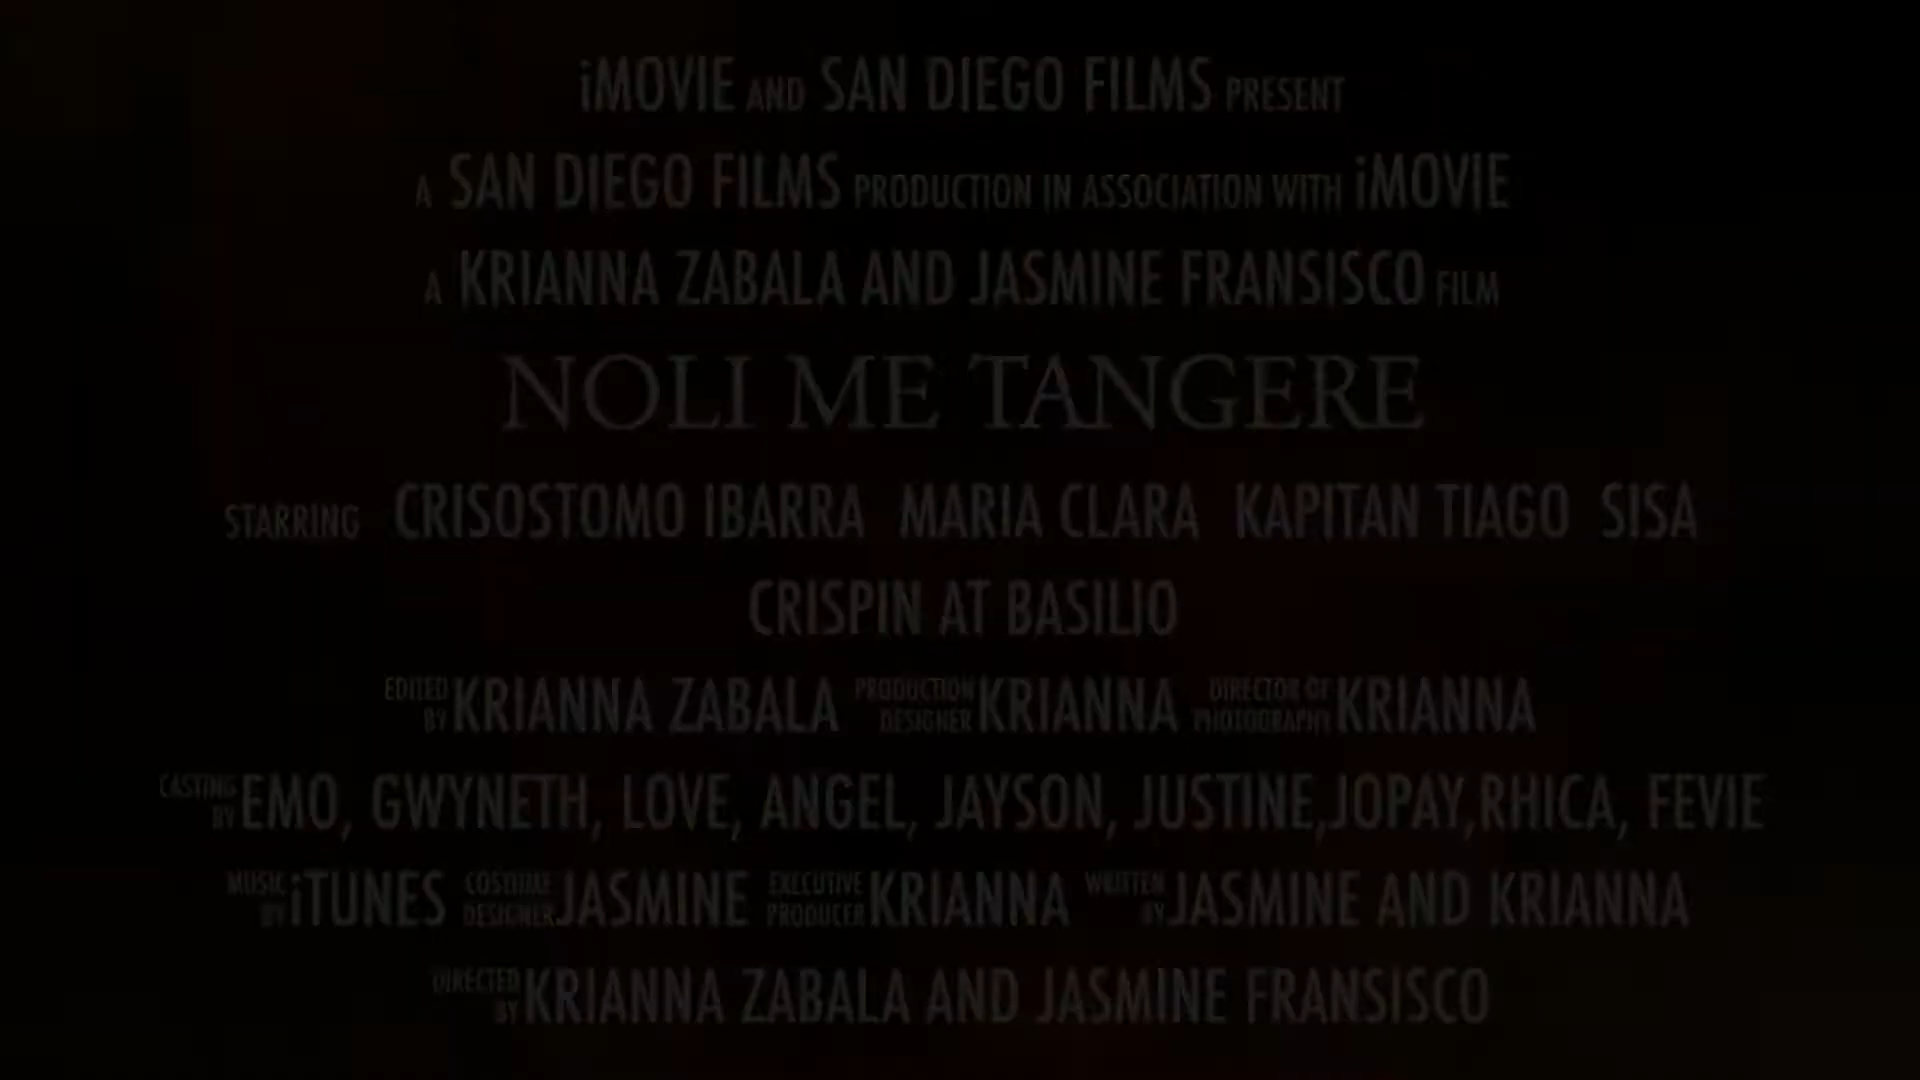 iMOVIE AND SAN DIEGO FILMS PRESENT
A SAN DIEGO FILMS PRODUCTION IN ASSOCIATION WITH iMOVIE
A KRIANNA ZABALA AND JASMINE FRANSISCO FILM
NOLI ME TANGERE
STARRING CRISOSTOMO IBARRA MARIA CLARA KAPITAN TIAGO SISA
CRISPIN AT BASILIO
EDITED BY KRIANNA ZABALA PRODUCTION DESIGNER KRIANNA DIRECTOR OF PHOTOGRAPHY KRIANNA
CASTING BY EMO, GWYNETH, LOVE, ANGEL, JAYSON, JUSTINE,JOPAY,RHICA, FEVIE
MUSIC BY iTUNES COSTUME DESIGNER JASMINE EXECUTIVE PRODUCER KRIANNA WRITTEN BY JASMINE AND KRIANNA
DIRECTED BY KRIANNA ZABALA AND JASMINE FRANSISCO